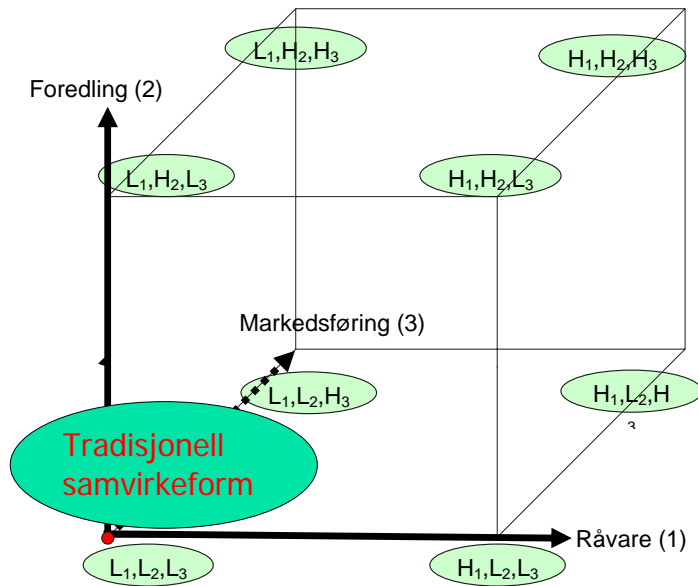 L₁,H₂,H₃
H₁,H₂,H₃
Foredling (2)
L₁,H₂,L₃
H₁,H₂,L₃
Markedsføring (3)
L₁,L₂,H₃
H₁,L₂,H
3
Tradisjonell
samvirkeform
Råvare (1)
L₁,L₂,L₃
H₁,L₂,L₃